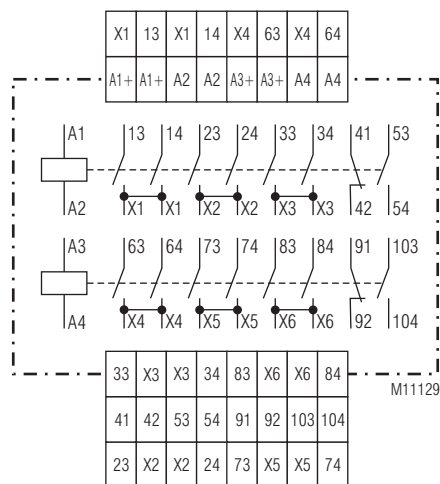 X1 13 X1 14 X4 63 X4 64
A1+ A1+ A2 A2 A3+ A3+ A4 A4
A1 13 14 23 24 33 34 41 53
A2 X1 X1 X2 X2 X3 X3 42 54
A3 63 64 73 74 83 84 91 103
A4 X4 X4 X5 X5 X6 X6 92 104
33 X3 X3 34 83 X6 X6 84
M11129
41 42 53 54 91 92 103 104
23 X2 X2 24 73 X5 X5 74